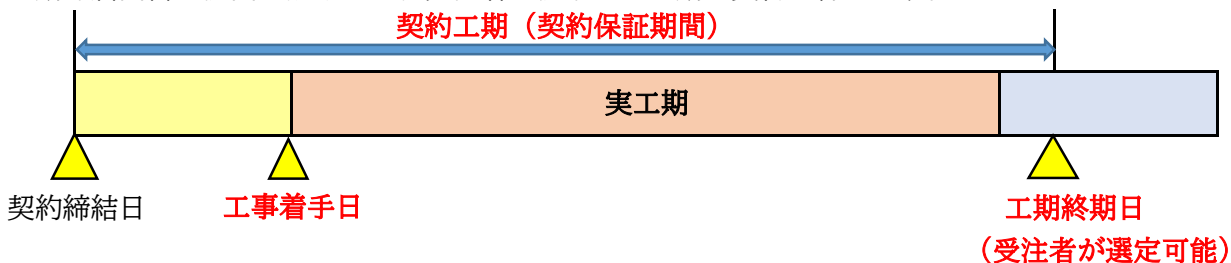 契約工期（契約保証期間）
実工期
契約締結日
工事着手日
工期終期日
（受注者が選定可能）